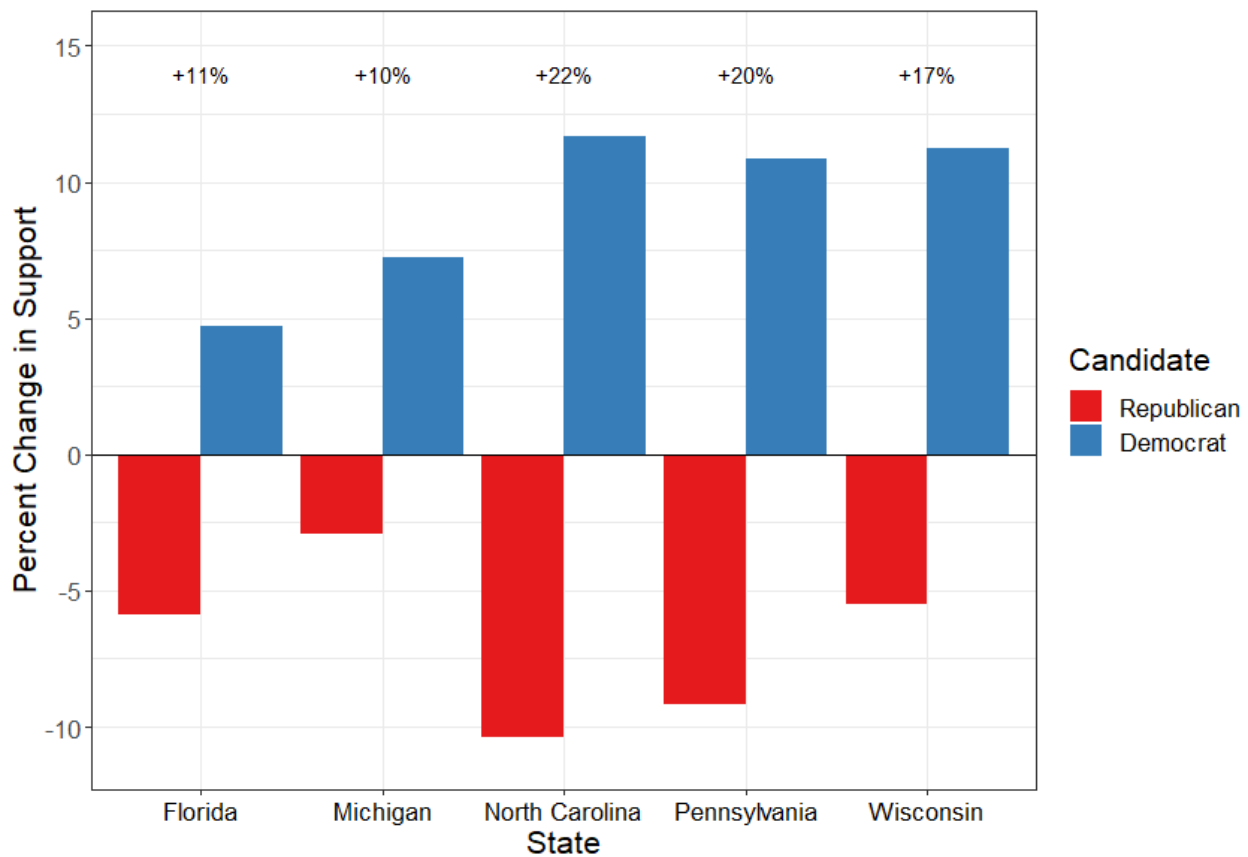 15
+11% +10% +22% +20% +17%
10
5
0
-5
-10
Percent Change in Support
Florida Michigan North Carolina Pennsylvania Wisconsin
State
Candidate
Republican
Democrat